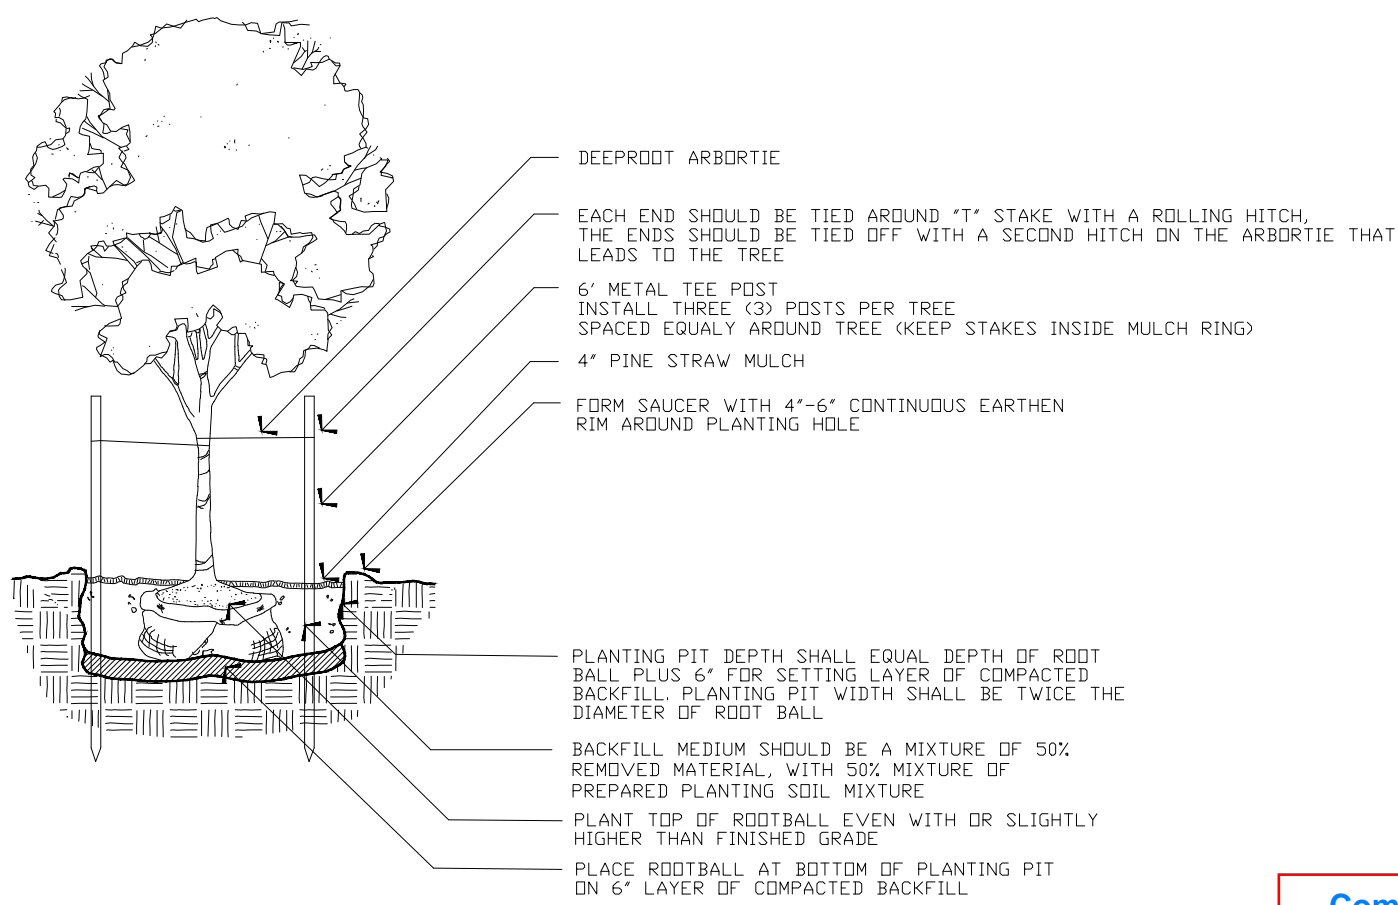 DEEPROOT ARBORTIE
EACH END SHOULD BE TIED AROUND "T" STAKE WITH A ROLLING HITCH,
THE ENDS SHOULD BE TIED OFF WITH A SECOND HITCH ON THE ARBORTIE THAT
LEADS TO THE TREE
6' METAL TEE POST
INSTALL THREE (3) POSTS PER TREE
SPACED EQUALY AROUND TREE (KEEP STAKES INSIDE MULCH RING)
4" PINE STRAW MULCH
FORM SAUCER WITH 4"-6" CONTINUOUS EARTHEN
RIM AROUND PLANTING HOLE
PLANTING PIT DEPTH SHALL EQUAL DEPTH OF ROOT
BALL PLUS 6" FOR SETTING LAYER OF COMPACTED
BACKFILL. PLANTING PIT WIDTH SHALL BE TWICE THE
DIAMETER OF ROOT BALL
BACKFILL MEDIUM SHOULD BE A MIXTURE OF 50%
REMOVED MATERIAL, WITH 50% MIXTURE OF
PREPARED PLANTING SOIL MIXTURE
PLANT TOP OF ROOTBALL EVEN WITH OR SLIGHTLY
HIGHER THAN FINISHED GRADE
PLACE ROOTBALL AT BOTTOM OF PLANTING PIT
ON 6" LAYER OF COMPACTED BACKFILL